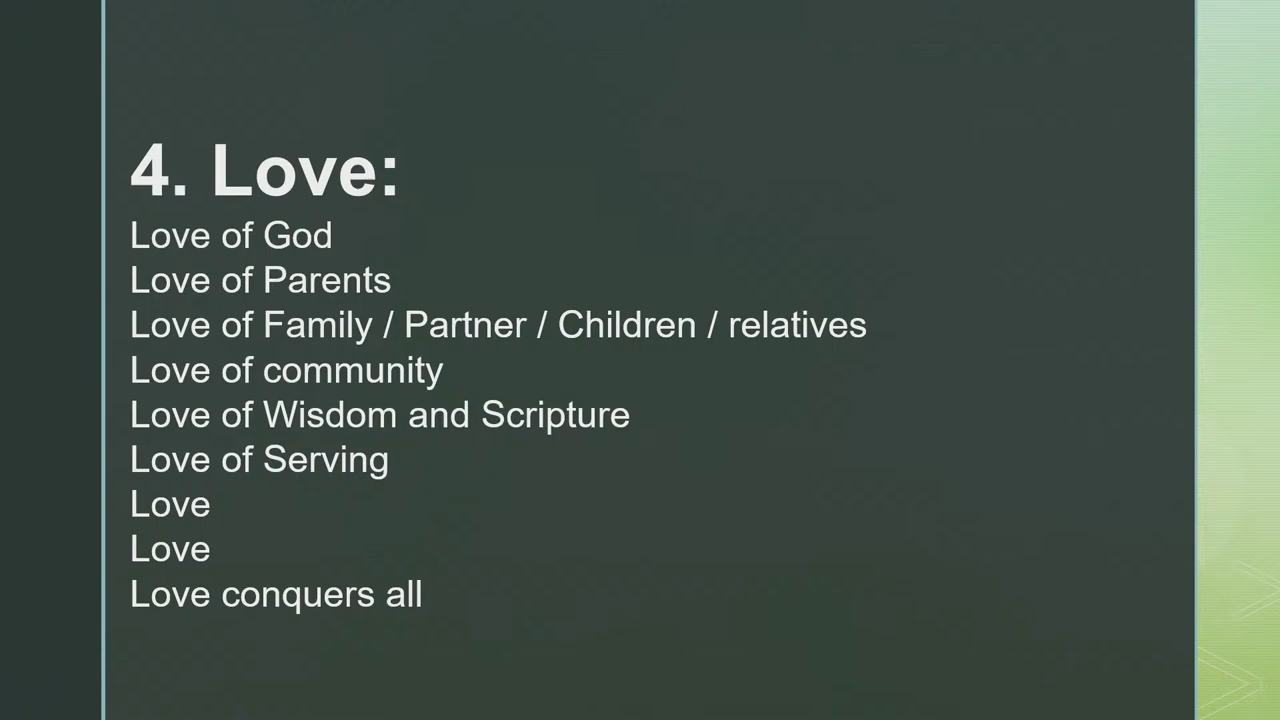 4. Love:
Love of God
Love of Parents
Love of Family / Partner / Children / relatives
Love of community
Love of Wisdom and Scripture
Love of Serving
Love
Love
Love conquers all